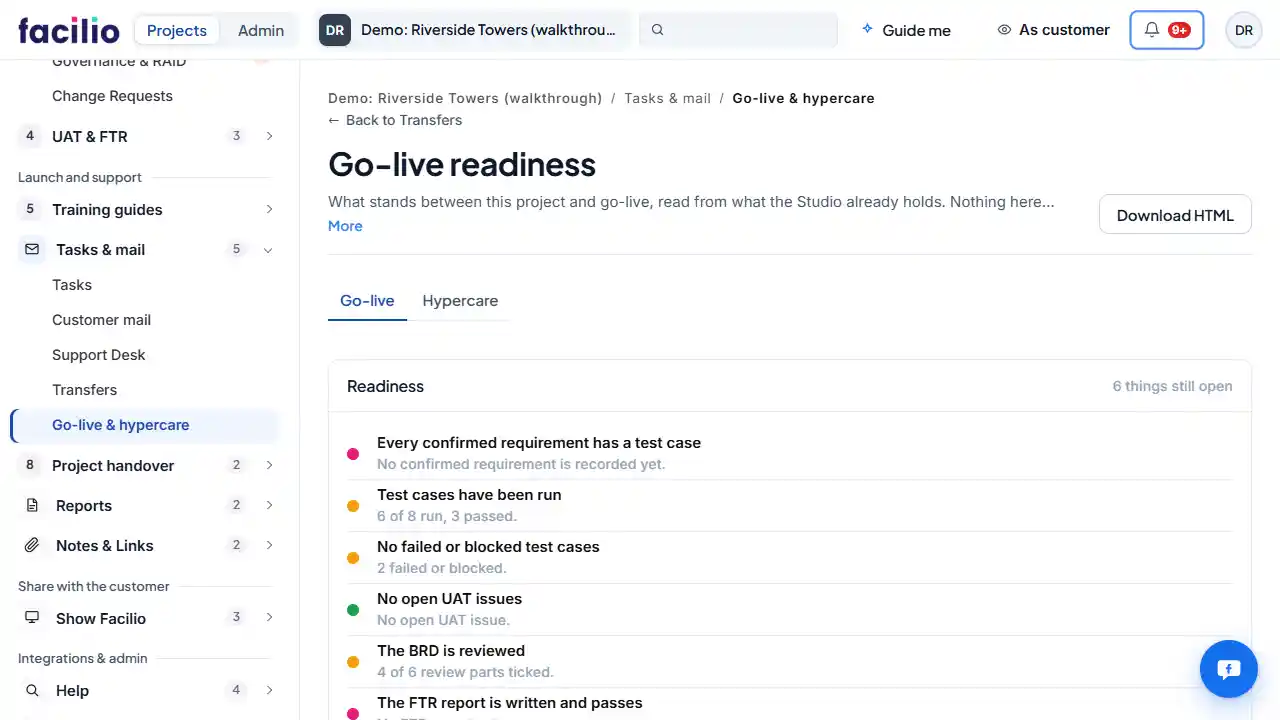 facilio
Projects
Admin
DR
Demo: Riverside Towers (walkthrou...
Guide me
As customer
9+
DR
Governance & RAID
Change Requests
4 UAT & FTR 3
Launch and support
5 Training guides
Tasks & mail 5
Tasks
Customer mail
Support Desk
Transfers
Go-live & hypercare
8 Project handover 2
Reports 2
Notes & Links 2
Share with the customer
Show Facilio 3
Integrations & admin
Help 4
Demo: Riverside Towers (walkthrough) / Tasks & mail / Go-live & hypercare
← Back to Transfers
Go-live readiness
What stands between this project and go-live, read from what the Studio already holds. Nothing here...
More
Download HTML
Go-live
Hypercare
Readiness
6 things still open
Every confirmed requirement has a test case
No confirmed requirement is recorded yet.
Test cases have been run
6 of 8 run, 3 passed.
No failed or blocked test cases
2 failed or blocked.
No open UAT issues
No open UAT issue.
The BRD is reviewed
4 of 6 review parts ticked.
The FTR report is written and passes